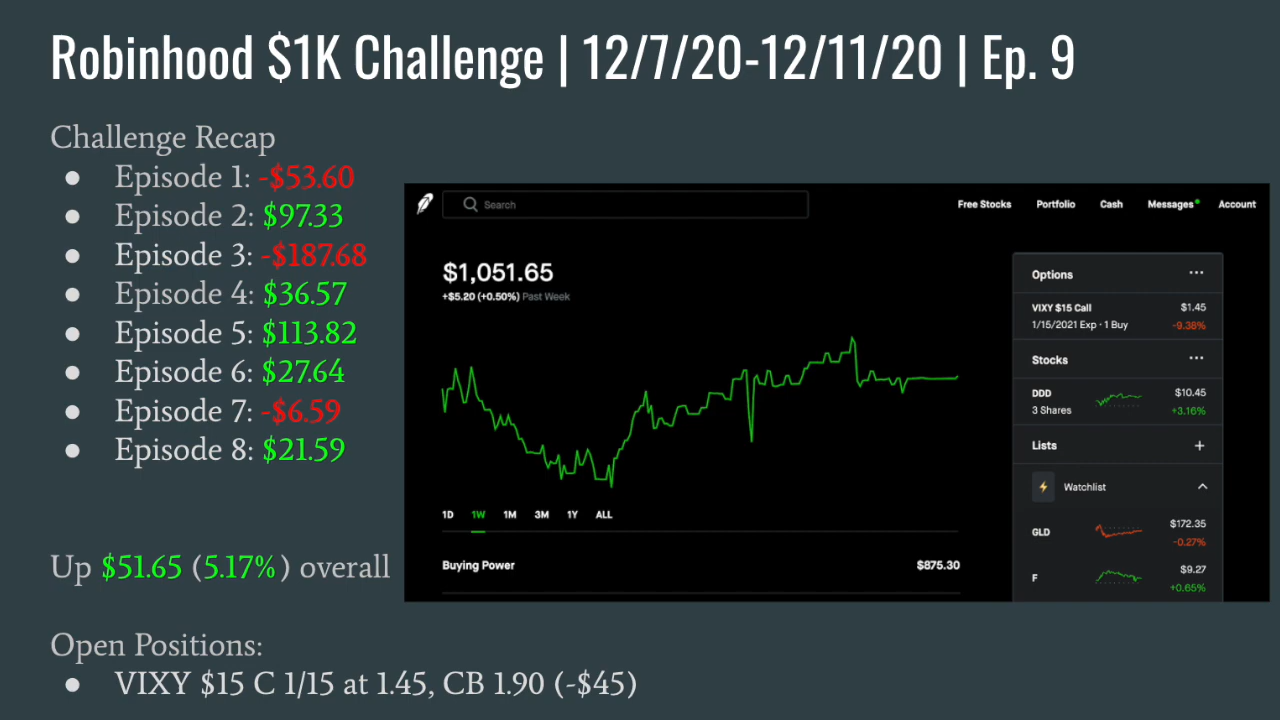 Robinhood $1K Challenge | 12/7/20-12/11/20 | Ep. 9
Challenge Recap
● Episode 1: -$53.60
● Episode 2: $97.33
● Episode 3: -$187.68
● Episode 4: $36.57
● Episode 5: $113.82
● Episode 6: $27.64
● Episode 7: -$6.59
● Episode 8: $21.59
Up $51.65 (5.17%) overall
Open Positions:
● VIXY $15 C 1/15 at 1.45, CB 1.90 (-$45)
Search
Free Stocks Portfolio Cash Messages Account
$1,051.65
+$5.20 (+0.50%) Past Week
1D 1W 1M 3M 1Y ALL
Buying Power $875.30
Options ...
VIXY $15 Call $1.45
1/15/2021 Exp · 1 Buy -9.38%
Stocks ...
DDD $10.45
3 Shares +3.16%
Lists +
Watchlist
GLD $172.35
-0.27%
F $9.27
+0.65%